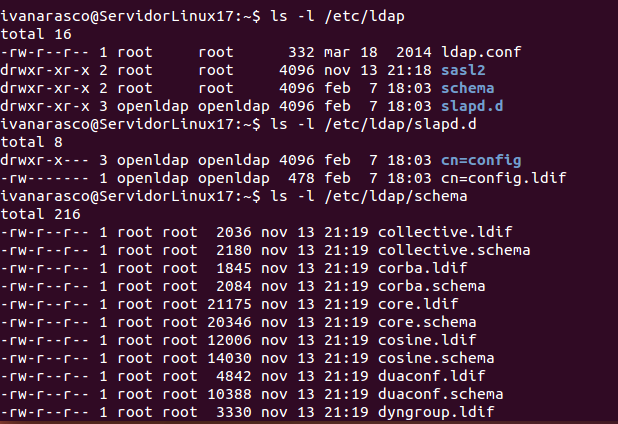 ivanarasco@ServidorLinux17:~$ ls -l /etc/ldap
total 16
-rw-r--r-- 1 root     root      332 mar 18  2014 ldap.conf
drwxr-xr-x 2 root     root     4096 nov 13 21:18 sasl2
drwxr-xr-x 2 root     root     4096 feb  7 18:03 schema
drwxr-xr-x 3 openldap openldap 4096 feb  7 18:03 slapd.d
ivanarasco@ServidorLinux17:~$ ls -l /etc/ldap/slapd.d
total 8
drwxr-x--- 3 openldap openldap 4096 feb  7 18:03 cn=config
-rw------- 1 openldap openldap  478 feb  7 18:03 cn=config.ldif
ivanarasco@ServidorLinux17:~$ ls -l /etc/ldap/schema
total 216
-rw-r--r-- 1 root root  2036 nov 13 21:19 collective.ldif
-rw-r--r-- 1 root root  2180 nov 13 21:19 collective.schema
-rw-r--r-- 1 root root  1845 nov 13 21:19 corba.ldif
-rw-r--r-- 1 root root  2084 nov 13 21:19 corba.schema
-rw-r--r-- 1 root root 21175 nov 13 21:19 core.ldif
-rw-r--r-- 1 root root 20346 nov 13 21:19 core.schema
-rw-r--r-- 1 root root 12006 nov 13 21:19 cosine.ldif
-rw-r--r-- 1 root root 14030 nov 13 21:19 cosine.schema
-rw-r--r-- 1 root root  4842 nov 13 21:19 duaconf.ldif
-rw-r--r-- 1 root root 10388 nov 13 21:19 duaconf.schema
-rw-r--r-- 1 root root  3330 nov 13 21:19 dyngroup.ldif